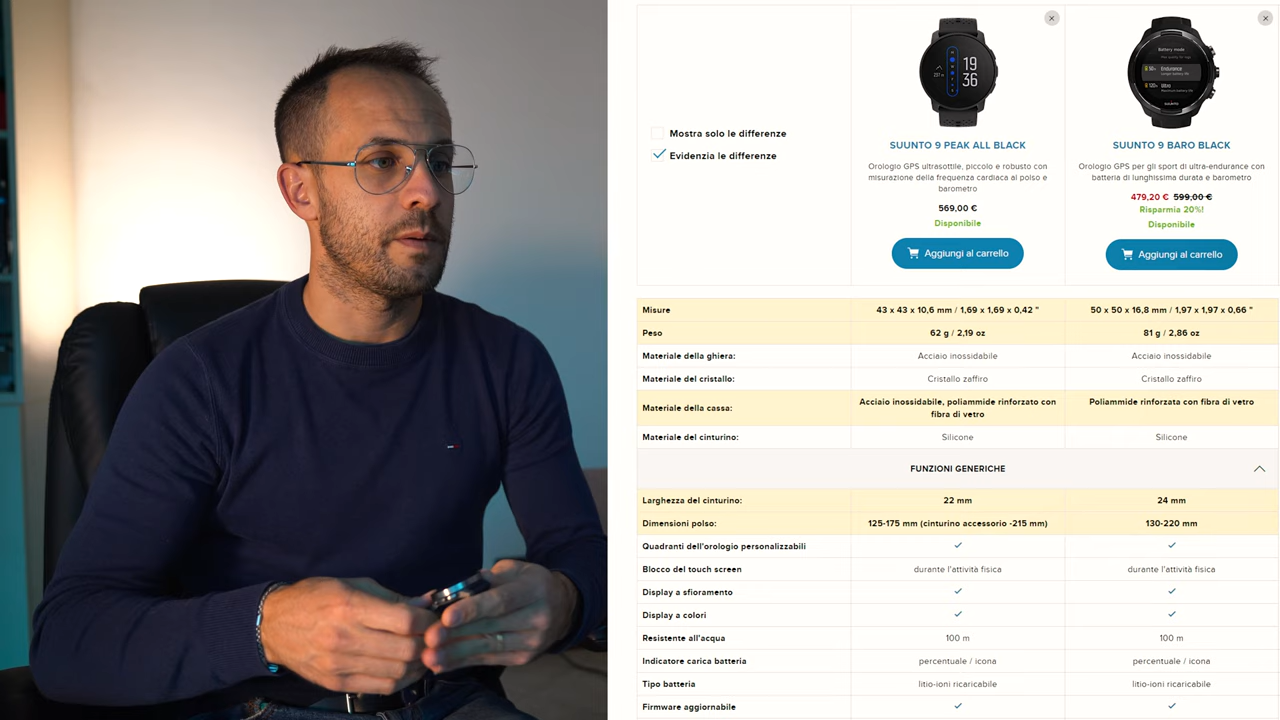 19
36
Battery mode
50h Endurance
120h Ultra
SUUNTO
Mostra solo le differenze
Evidenzia le differenze
SUUNTO 9 PEAK ALL BLACK
Orologio GPS ultrasottile, piccolo e robusto con
misurazione della frequenza cardiaca al polso e
barometro
569,00 €
Disponibile
Aggiungi al carrello
SUUNTO 9 BARO BLACK
Orologio GPS per gli sport di ultra-endurance con
batteria di lunghissima durata e barometro
479,20 € 599,00 €
Risparmia 20%!
Disponibile
Aggiungi al carrello
Misure 43 x 43 x 10,6 mm / 1,69 x 1,69 x 0,42 " 50 x 50 x 16,8 mm / 1,97 x 1,97 x 0,66 "
Peso 62 g / 2,19 oz 81 g / 2,86 oz
Materiale della ghiera: Acciaio inossidabile Acciaio inossidabile
Materiale del cristallo: Cristallo zaffiro Cristallo zaffiro
Materiale della cassa: Acciaio inossidabile, poliammide rinforzato con
fibra di vetro Poliammide rinforzata con fibra di vetro
Materiale del cinturino: Silicone Silicone
FUNZIONI GENERICHE
Larghezza del cinturino: 22 mm 24 mm
Dimensioni polso: 125-175 mm (cinturino accessorio -215 mm) 130-220 mm
Quadranti dell'orologio personalizzabili
Blocco del touch screen durante l'attività fisica durante l'attività fisica
Display a sfioramento
Display a colori
Resistente all'acqua 100 m 100 m
Indicatore carica batteria percentuale / icona percentuale / icona
Tipo batteria litio-ioni ricaricabile litio-ioni ricaricabile
Firmware aggiornabile